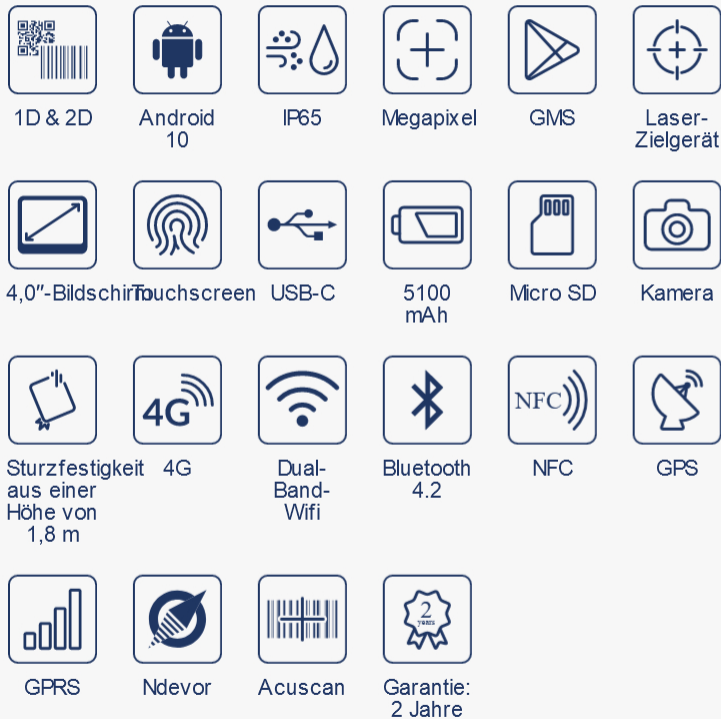 1D & 2D
Android
10
IP65
Megapixel
GMS
Laser-
Zielgerät
4,0"-Bildschirm
Touchscreen
USB-C
5100
mAh
Micro SD
Kamera
Sturzfestigkeit
aus einer
Höhe von
1,8 m
4G
4G
Dual-
Band-
Wifi
Bluetooth
4.2
NFC
NFC
GPS
GPRS
Ndevor
Acuscan
2
years
Garantie:
2 Jahre